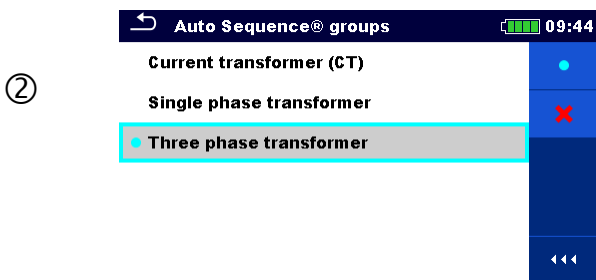 Auto Sequence® groups 09:44
②
Current transformer (CT)
Single phase transformer
Three phase transformer